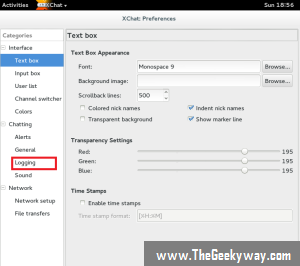 Activities XChat Sun 18:56
XChat: Preferences
Categories
Interface
Text box
Input box
User list
Channel switcher
Colors
Chatting
Alerts
General
Logging
Sound
Network
Network setup
File transfers
Text box
Text Box Appearance
Font: Monospace 9 Browse...
Background image: Browse...
Scrollback lines: 500
Colored nick names Indent nick names
Transparent background Show marker line
Transparency Settings
Red: 195
Green: 195
Blue: 195
Time Stamps
Enable time stamps
Time stamp format: [%H:%M]
www.TheGeekyway.com